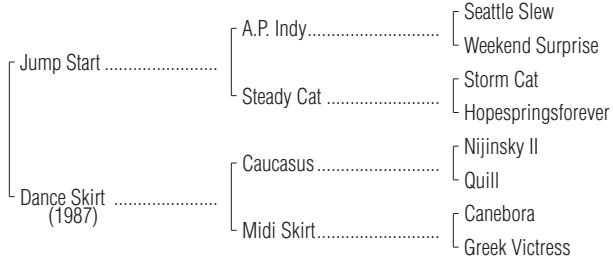 Seattle Slew
A.P. Indy
Weekend Surprise
Jump Start
Storm Cat
Steady Cat
Hopespringsforever
Nijinsky II
Caucasus
Quill
Dance Skirt
(1987)
Canebora
Midi Skirt
Greek Victress